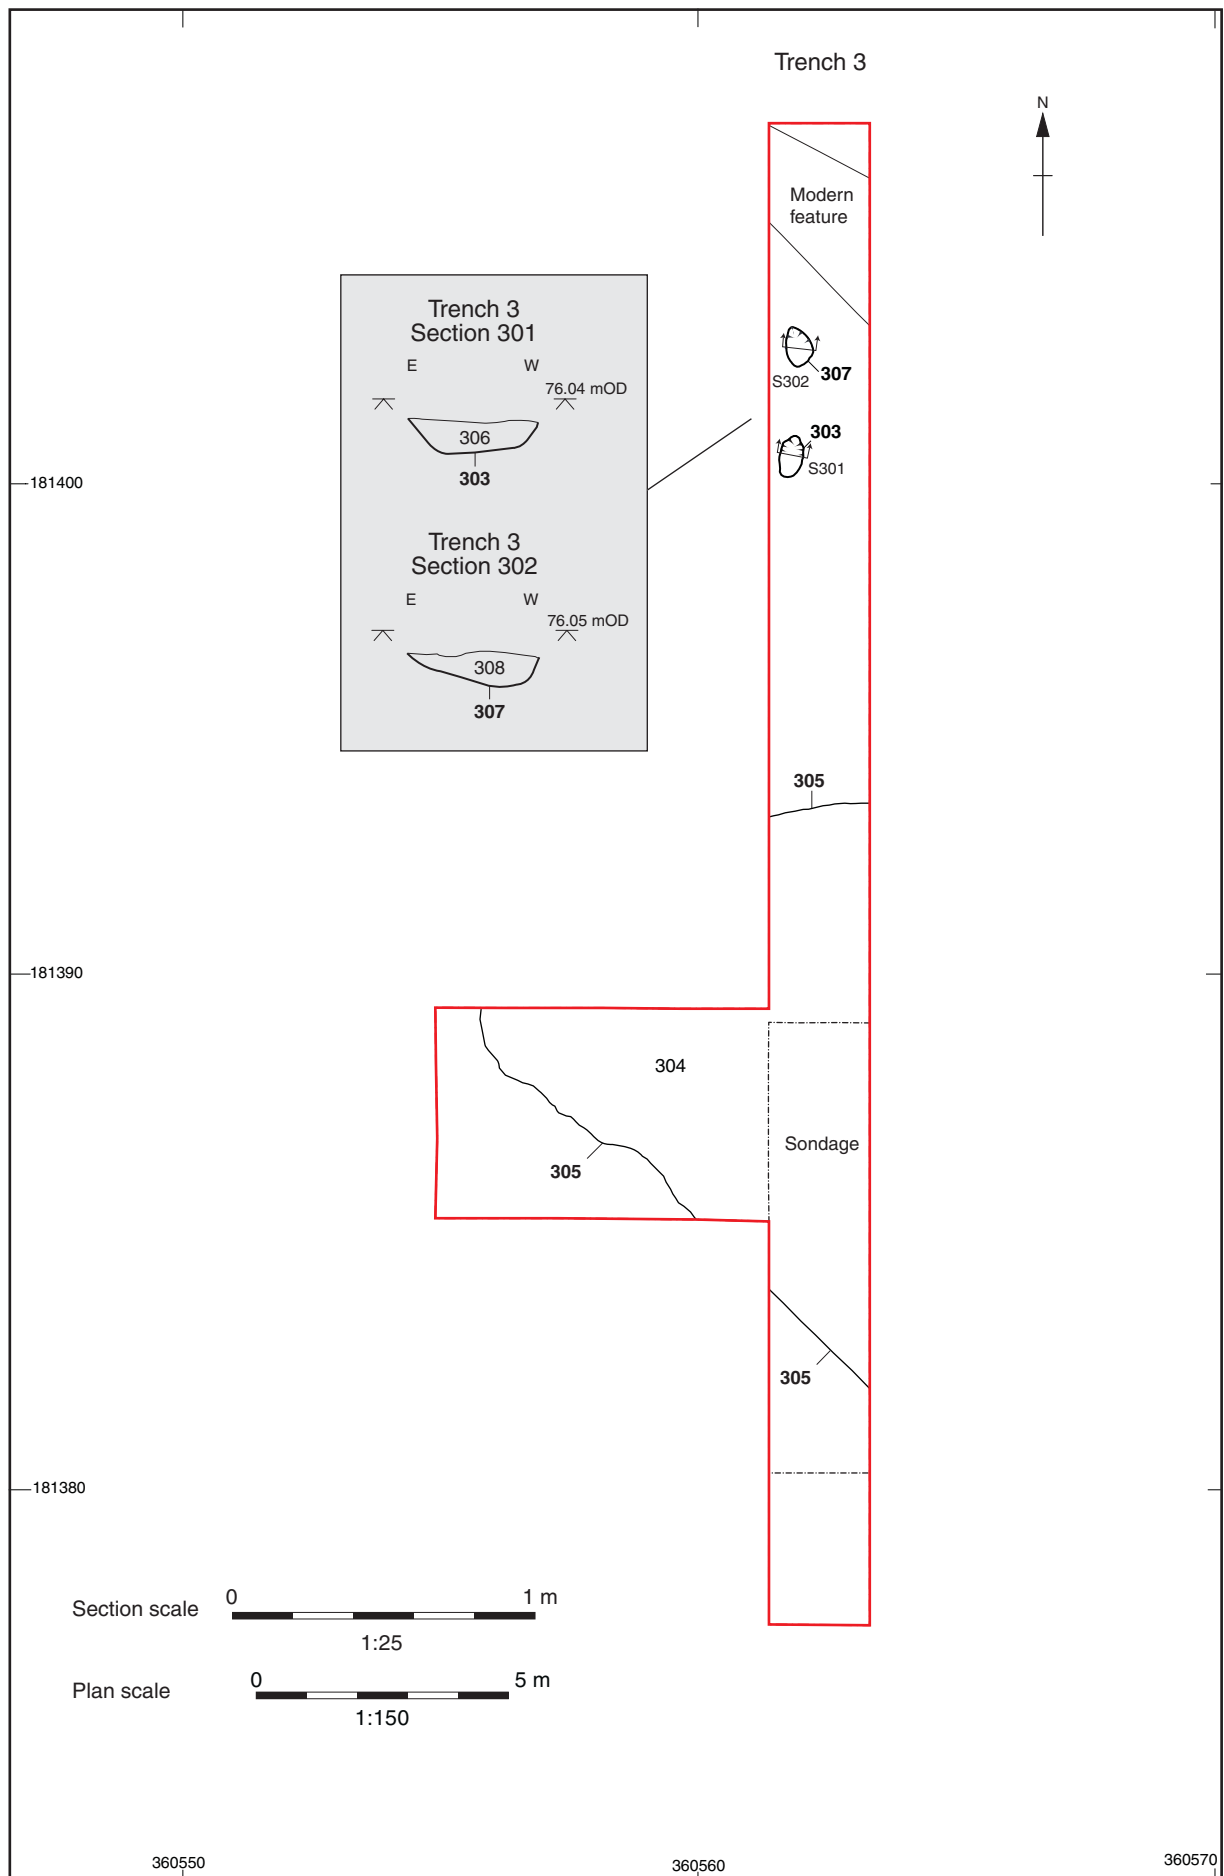 Trench 3
N
Modern
feature
Trench 3
Section 301
E
W
76.04 mOD
306
303
Trench 3
Section 302
E
W
76.05 mOD
308
307
S302
307
303
S301
181400
305
181390
304
Sondage
305
305
181380
Section scale
0
1 m
1:25
Plan scale
0
5 m
1:150
360550
360560
360570